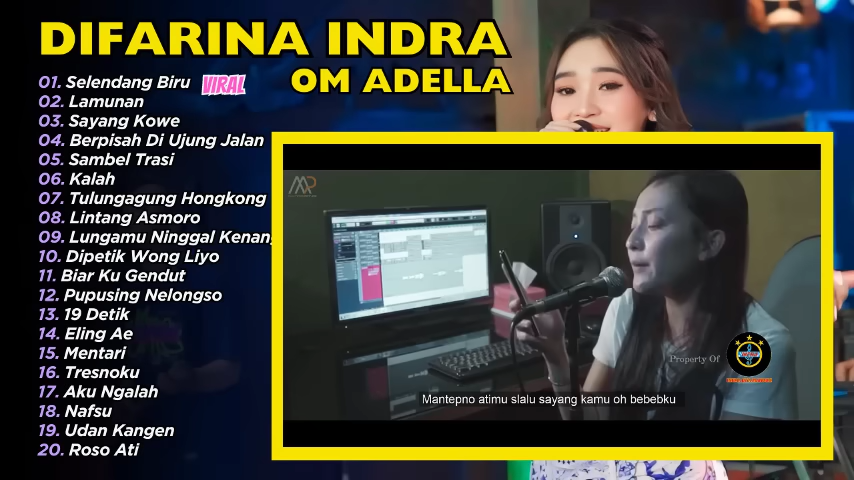 DIFARINA INDRA
OM ADELLA
01. Selendang Biru VIRAL
02. Lamunan
03. Sayang Kowe
04. Berpisah Di Ujung Jalan
05. Sambel Trasi
06. Kalah
07. Tulungagung Hongkong
08. Lintang Asmoro
09. Lungamu Ninggal Kenan
10. Dipetik Wong Liyo
11. Biar Ku Gendut
12. Pupusing Nelongso
13. 19 Detik
14. Eling Ae
15. Mentari
16. Tresnoku
17. Aku Ngalah
18. Nafsu
19. Udan Kangen
20. Roso Ati
Property Of
Mantepno atimu slalu sayang kamu oh bebebku